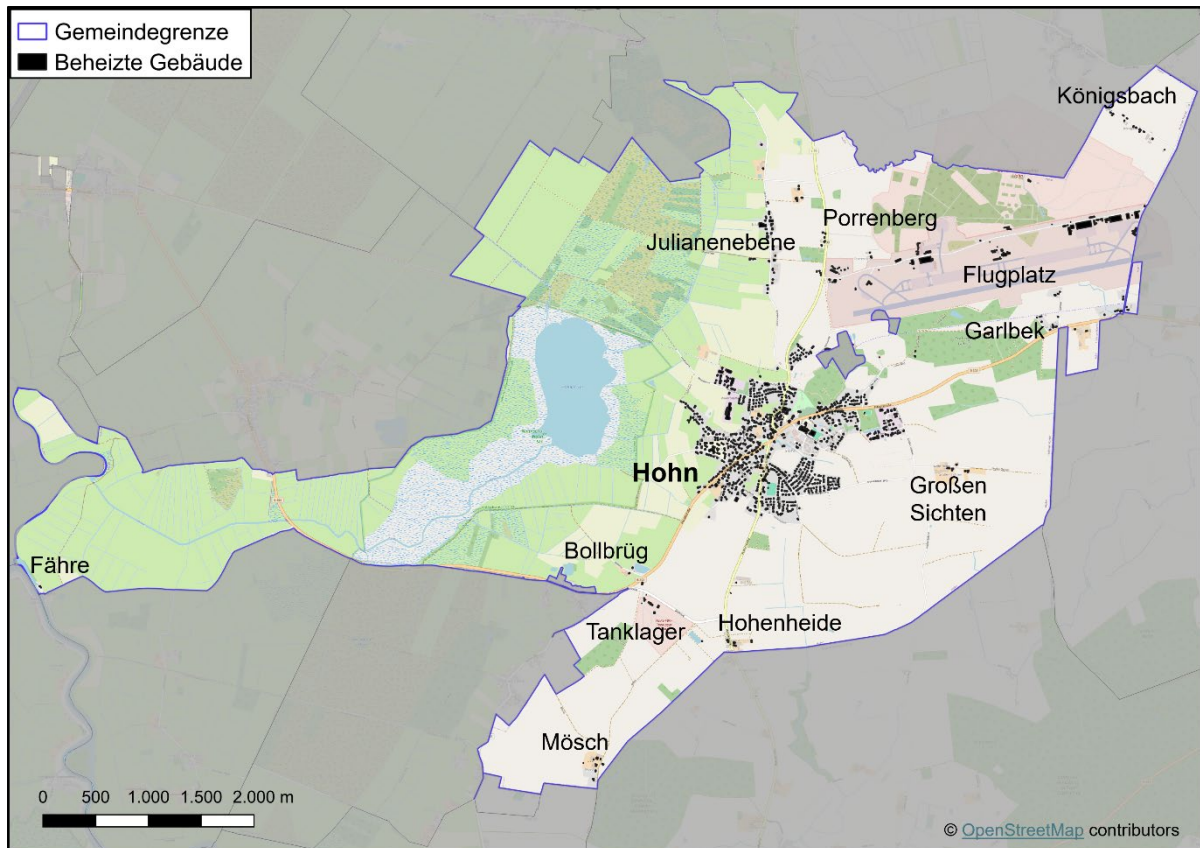 Gemeindegrenze
Beheizte Gebäude
Königsbach
Porrenberg
Julianenebene
Flugplatz
Garlbek
Hohn
Großen
Sichten
Bollbrüg
Fähre
Tanklager
Hohenheide
Mösch
0 500 1.000 1.500 2.000 m
© OpenStreetMap contributors